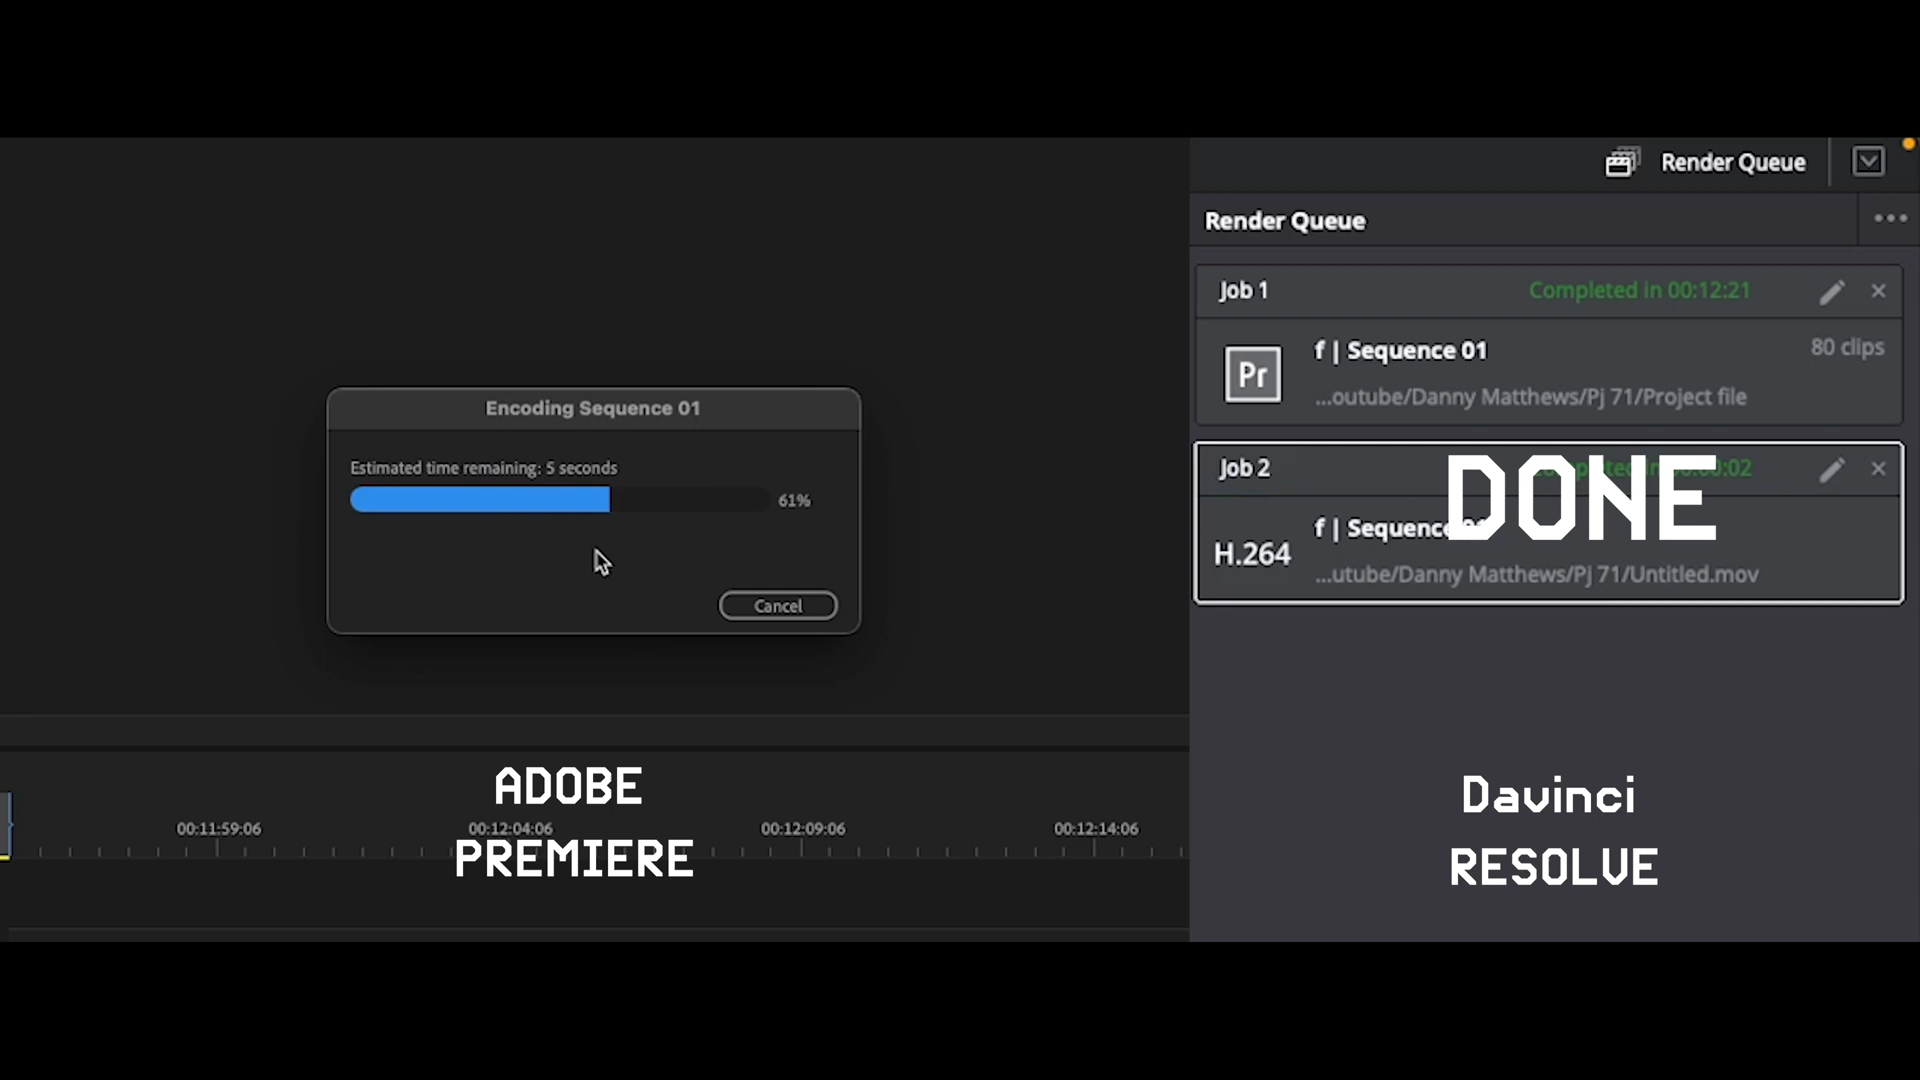 Encoding Sequence 01
Estimated time remaining: 5 seconds
61%
Cancel
00:11:59:06
00:12:04:06
00:12:09:06
00:12:14:06
ADOBE
PREMIERE
Render Queue
Render Queue
Job 1
Completed in 00:12:21
Pr
f | Sequence 01
80 clips
...outube/Danny Matthews/Pj 71/Project file
Job 2
DONE
H.264
f | Sequence
...utube/Danny Matthews/Pj 71/Untitled.mov
Davinci
RESOLVE